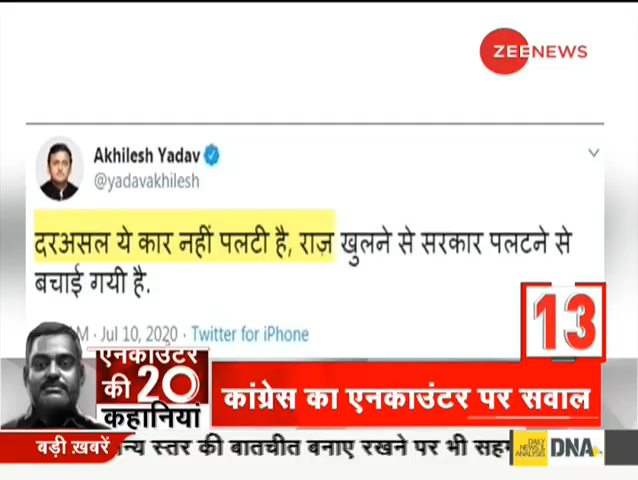 ZEENEWS
Akhilesh Yadav
@yadavakhilesh
दरअसल ये कार नहीं पलटी है, राज़ खुलने से सरकार पलटने से
बचाई गयी है.
M · Jul 10, 2020 · Twitter for iPhone
13
एनकाउंटर
की 20
कहानियां
कांग्रेस का एनकाउंटर पर सवाल
बड़ी ख़बरें
न्य स्तर की बातचीत बनाए रखने पर भी सहम
DAILY
NEWS &
ANALYSIS
DNA